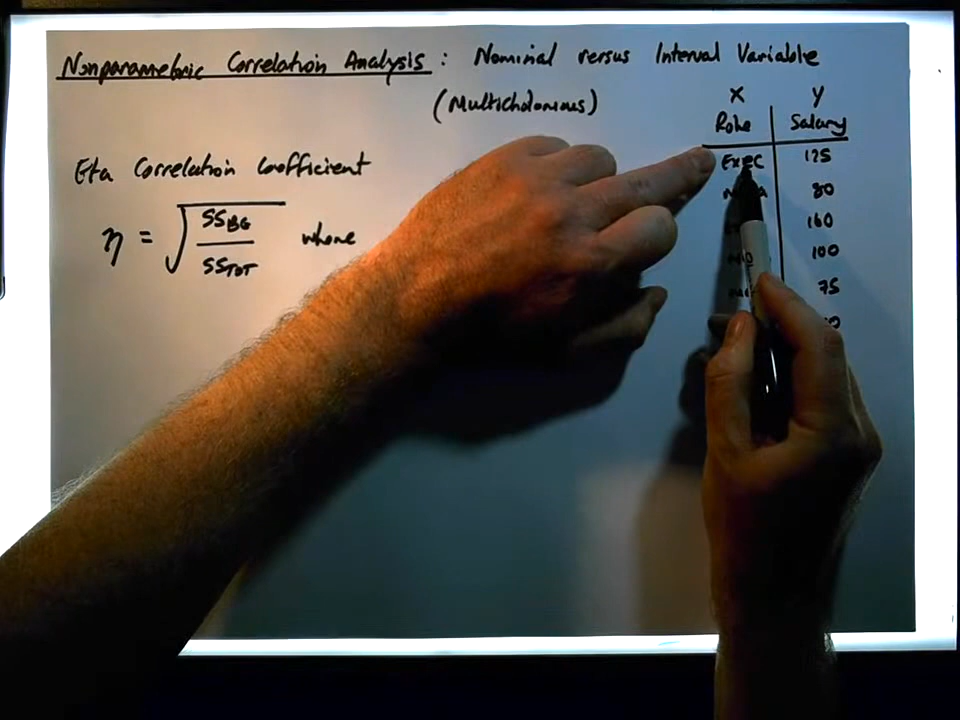 Nonparametric Correlation Analysis : Nominal versus Interval Variable
(Multichotomous)
X Y
Role Salary
Eta Correlation Coefficient
Exec 125
80
η = √ SSBG / SSTOT where
160
100
75